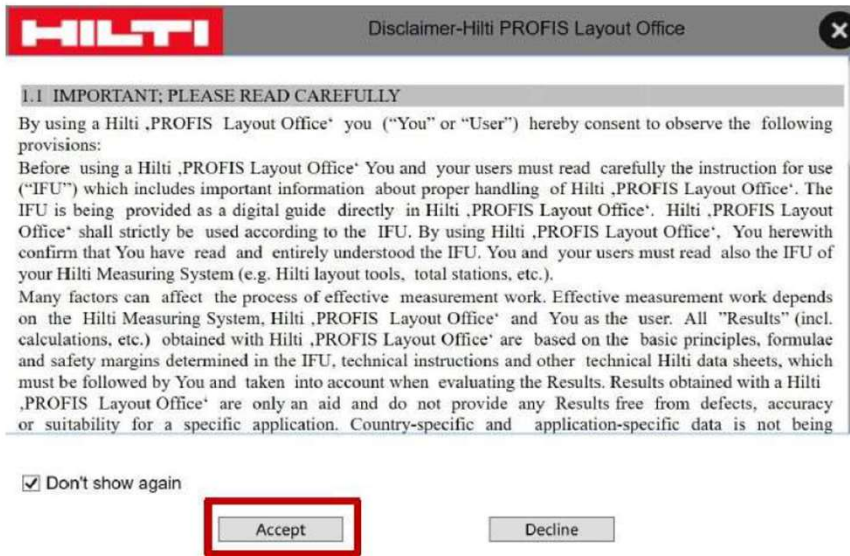 HILTI
Disclaimer-Hilti PROFIS Layout Office
1.1 IMPORTANT; PLEASE READ CAREFULLY
By using a Hilti ‚PROFIS Layout Office‘ you (“You” or “User”) hereby consent to observe the following
provisions:
Before using a Hilti ‚PROFIS Layout Office‘ You and your users must read carefully the instruction for use
(“IFU”) which includes important information about proper handling of Hilti ‚PROFIS Layout Office‘. The
IFU is being provided as a digital guide directly in Hilti ‚PROFIS Layout Office‘. Hilti ‚PROFIS Layout
Office‘ shall strictly be used according to the IFU. By using Hilti ‚PROFIS Layout Office‘, You herewith
confirm that You have read and entirely understood the IFU. You and your users must read also the IFU of
your Hilti Measuring System (e.g. Hilti layout tools, total stations, etc.).
Many factors can affect the process of effective measurement work. Effective measurement work depends
on the Hilti Measuring System, Hilti ‚PROFIS Layout Office‘ and You as the user. All ”Results” (incl.
calculations, etc.) obtained with Hilti ‚PROFIS Layout Office‘ are based on the basic principles, formulae
and safety margins determined in the IFU, technical instructions and other technical Hilti data sheets, which
must be followed by You and taken into account when evaluating the Results. Results obtained with a Hilti
‚PROFIS Layout Office‘ are only an aid and do not provide any Results free from defects, accuracy
or suitability for a specific application. Country-specific and application-specific data is not being
Don't show again
Accept
Decline